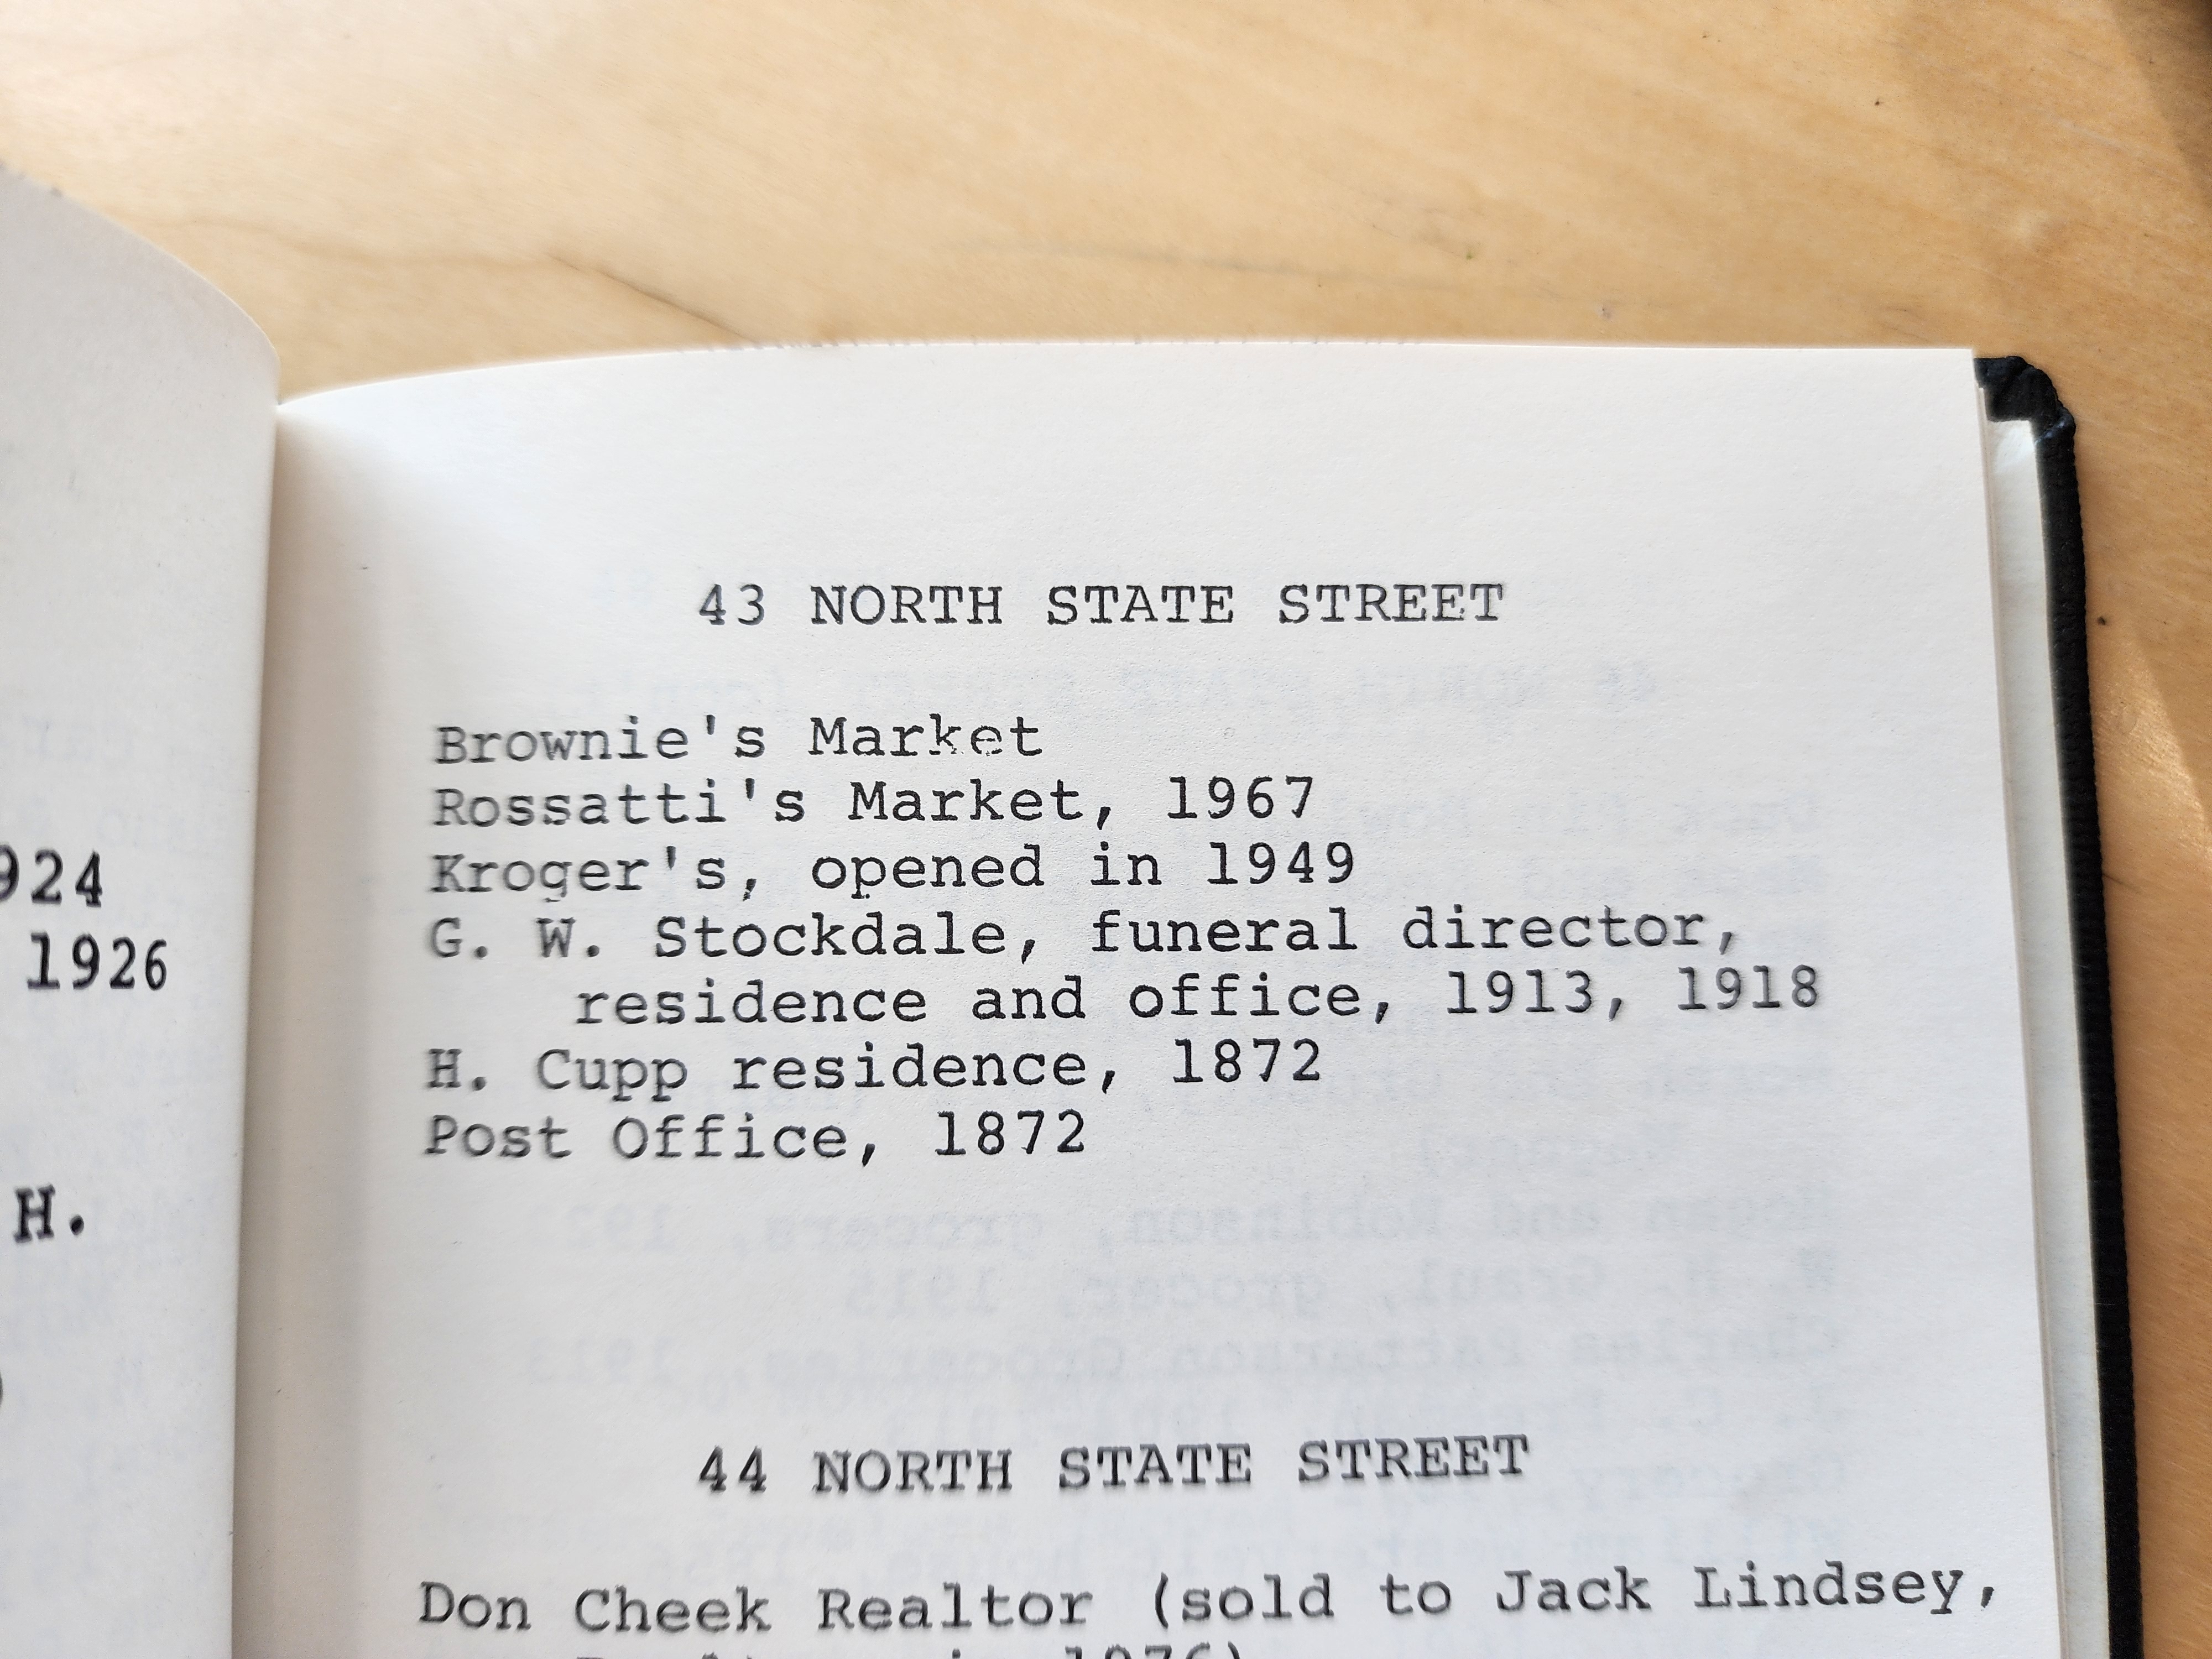 924
1926
H.
43 NORTH STATE STREET
Brownie's Market
Rossatti's Market, 1967
Kroger's, opened in 1949
G. W. Stockdale, funeral director,
residence and office, 1913, 1918
H. Cupp residence, 1872
Post Office, 1872
44 NORTH STATE STREET
Don Cheek Realtor (sold to Jack Lindsey,
in 1976)